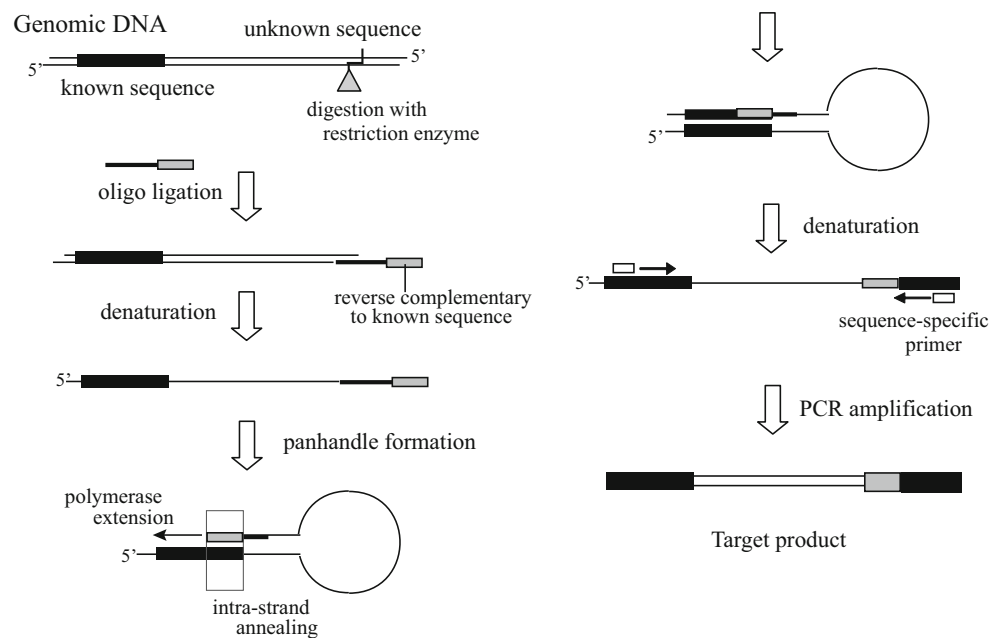 Genomic DNA
unknown sequence
5’
5’
known sequence
digestion with
restriction enzyme
oligo ligation
reverse complementary
to known sequence
denaturation
5’
panhandle formation
polymerase
extension
5’
intra-strand
annealing
5’
denaturation
5’
sequence-specific
primer
PCR amplification
Target product